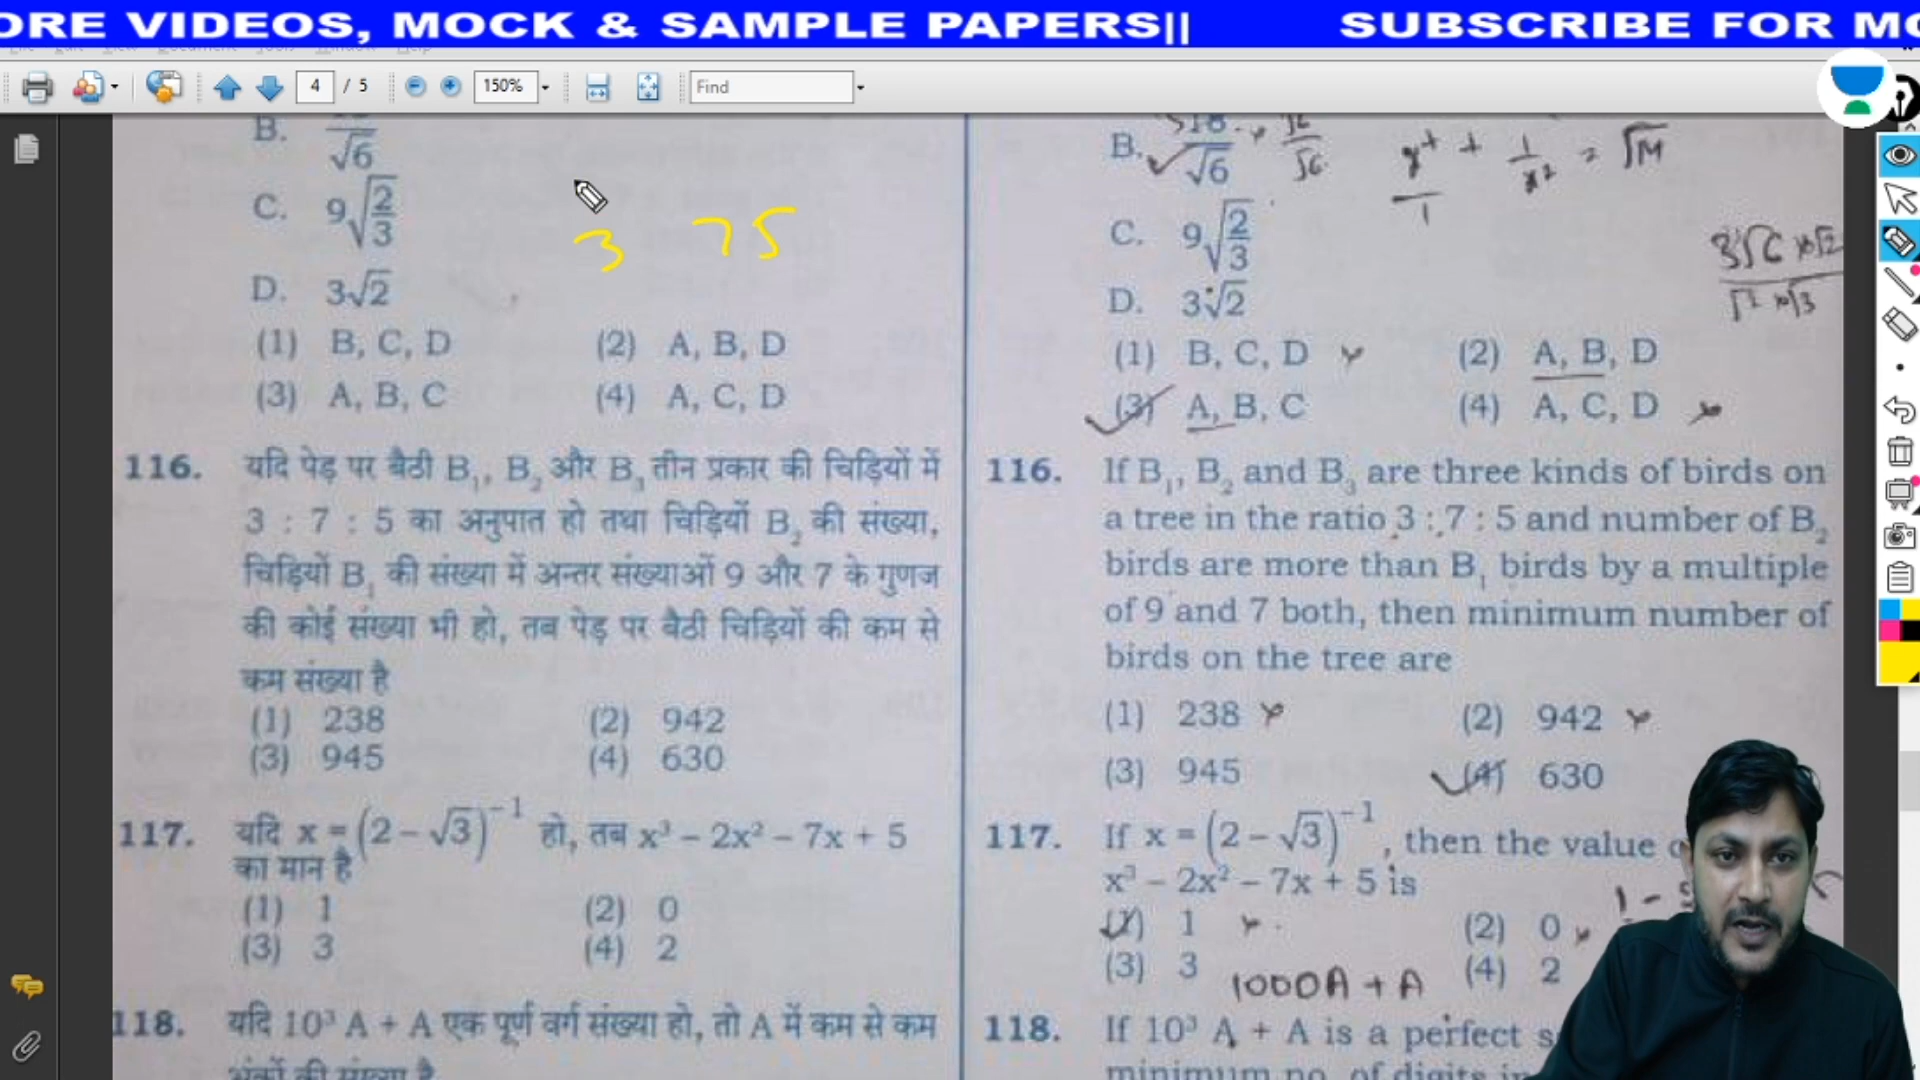 ORE VIDEOS, MOCK & SAMPLE PAPERS||
SUBSCRIBE FOR MO
4 / 5
150%
Find
B. √6
C. 9√2/3
D. 3√2
(1) B, C, D (2) A, B, D
(3) A, B, C (4) A, C, D
3 75
116. यदि पेड़ पर बैठी B₁, B₂ और B₃ तीन प्रकार की चिड़ियों में
3 : 7 : 5 का अनुपात हो तथा चिड़ियों B₂ की संख्या,
चिड़ियों B₁ की संख्या में अन्तर संख्याओं 9 और 7 के गुणज
की कोई संख्या भी हो, तब पेड़ पर बैठी चिड़ियों की कम से
कम संख्या है
(1) 238 (2) 942
(3) 945 (4) 630
117. यदि x = (2 – √3)⁻¹ हो, तब x³ – 2x² – 7x + 5
का मान है
(1) 1 (2) 0
(3) 3 (4) 2
118. यदि 10³ A + A एक पूर्ण वर्ग संख्या हो, तो A में कम से कम
अंकों की संख्या है
B. 18/√6
C. 9√2/3
D. 3√2
(1) B, C, D (2) A, B, D
(3) A, B, C (4) A, C, D
116. If B₁, B₂ and B₃ are three kinds of birds on
a tree in the ratio 3 : 7 : 5 and number of B₂
birds are more than B₁ birds by a multiple
of 9 and 7 both, then minimum number of
birds on the tree are
(1) 238 (2) 942
(3) 945 (4) 630
117. If x = (2 – √3)⁻¹, then the value
x³ – 2x² – 7x + 5 is
(1) 1 (2) 0
(3) 3 (4) 2
1000A + A
118. If 10³ A + A is a perfect
minimum no. of digits in